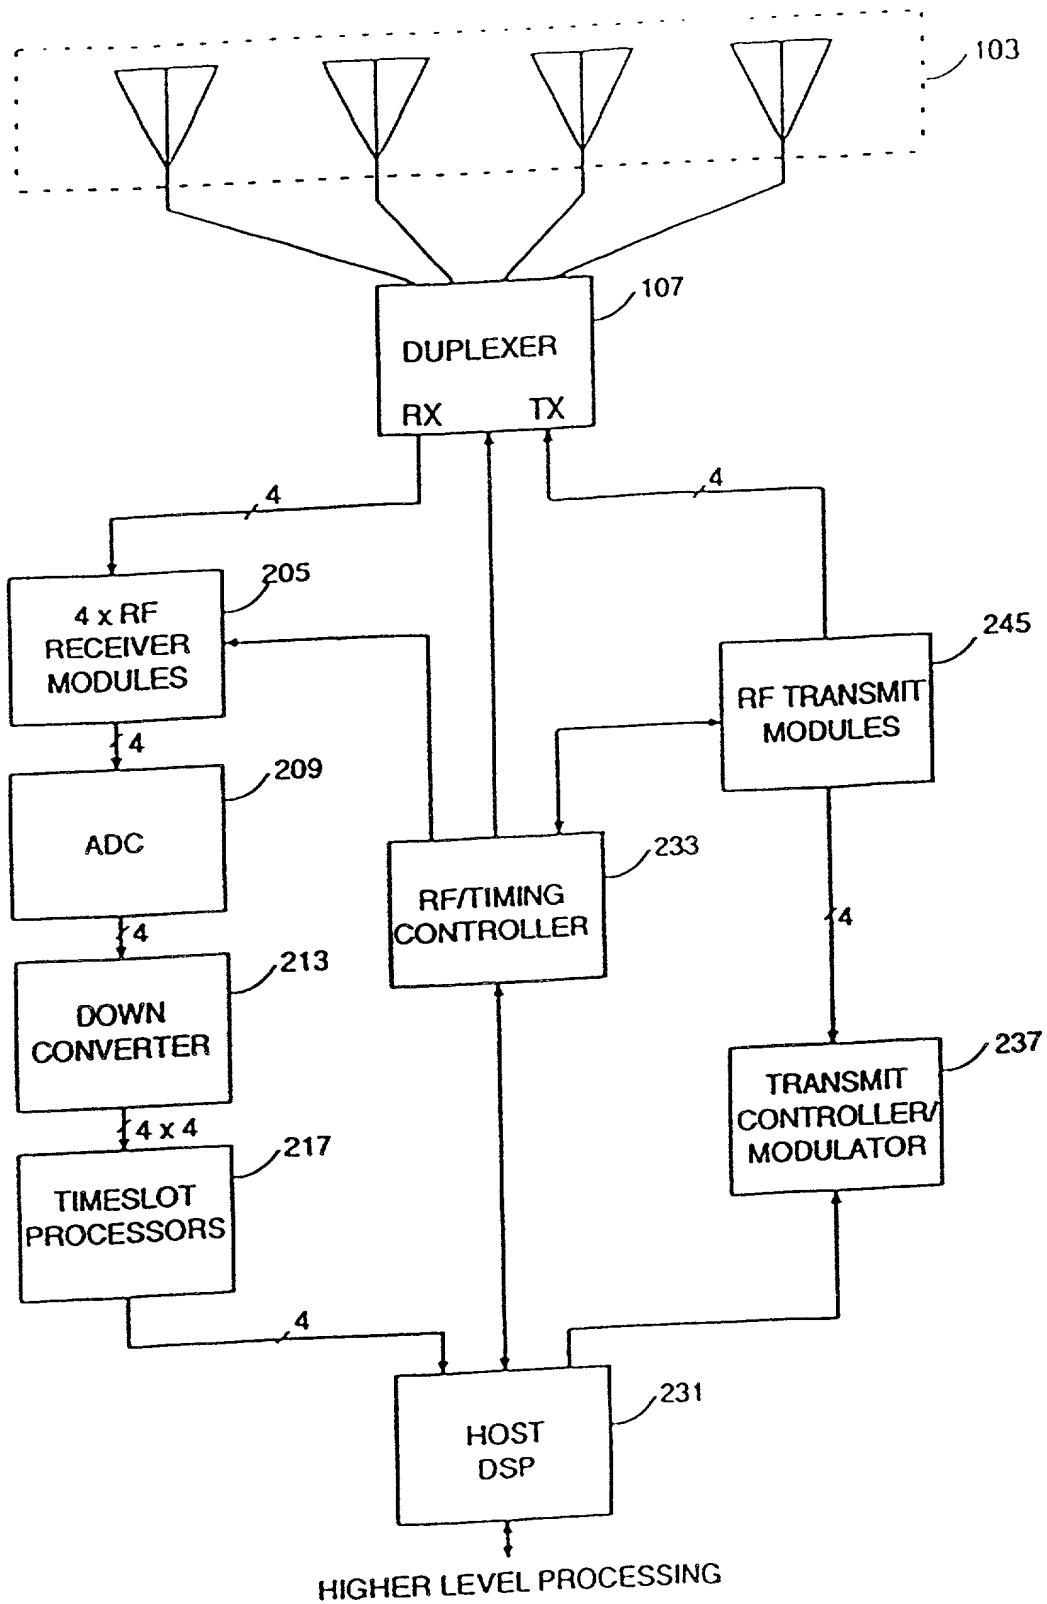 103
107
DUPLEXER
RX
TX
4
4
205
4 x RF
RECEIVER
MODULES
245
RF TRANSMIT
MODULES
4
209
ADC
233
RF/TIMING
CONTROLLER
4
4
213
DOWN
CONVERTER
237
TRANSMIT
CONTROLLER/
MODULATOR
4 x 4
217
TIMESLOT
PROCESSORS
4
231
HOST
DSP
HIGHER LEVEL PROCESSING